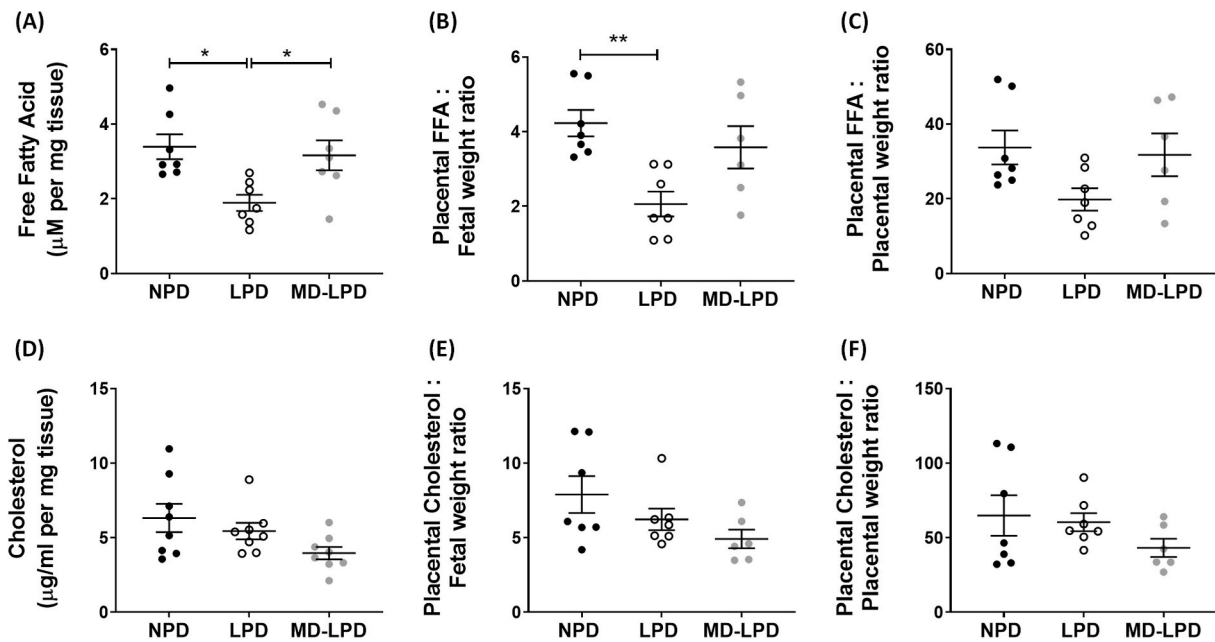 (A)
Free Fatty Acid
(µM per mg tissue)
6
4
2
0
*
*
NPD
LPD
MD-LPD
(B)
Placental FFA :
Fetal weight ratio
6
4
2
0
**
NPD
LPD
MD-LPD
(C)
Placental FFA :
Placental weight ratio
60
40
20
0
NPD
LPD
MD-LPD
(D)
Cholesterol
(µg/ml per mg tissue)
15
10
5
0
NPD
LPD
MD-LPD
(E)
Placental Cholesterol :
Fetal weight ratio
15
10
5
0
NPD
LPD
MD-LPD
(F)
Placental Cholesterol :
Placental weight ratio
150
100
50
0
NPD
LPD
MD-LPD